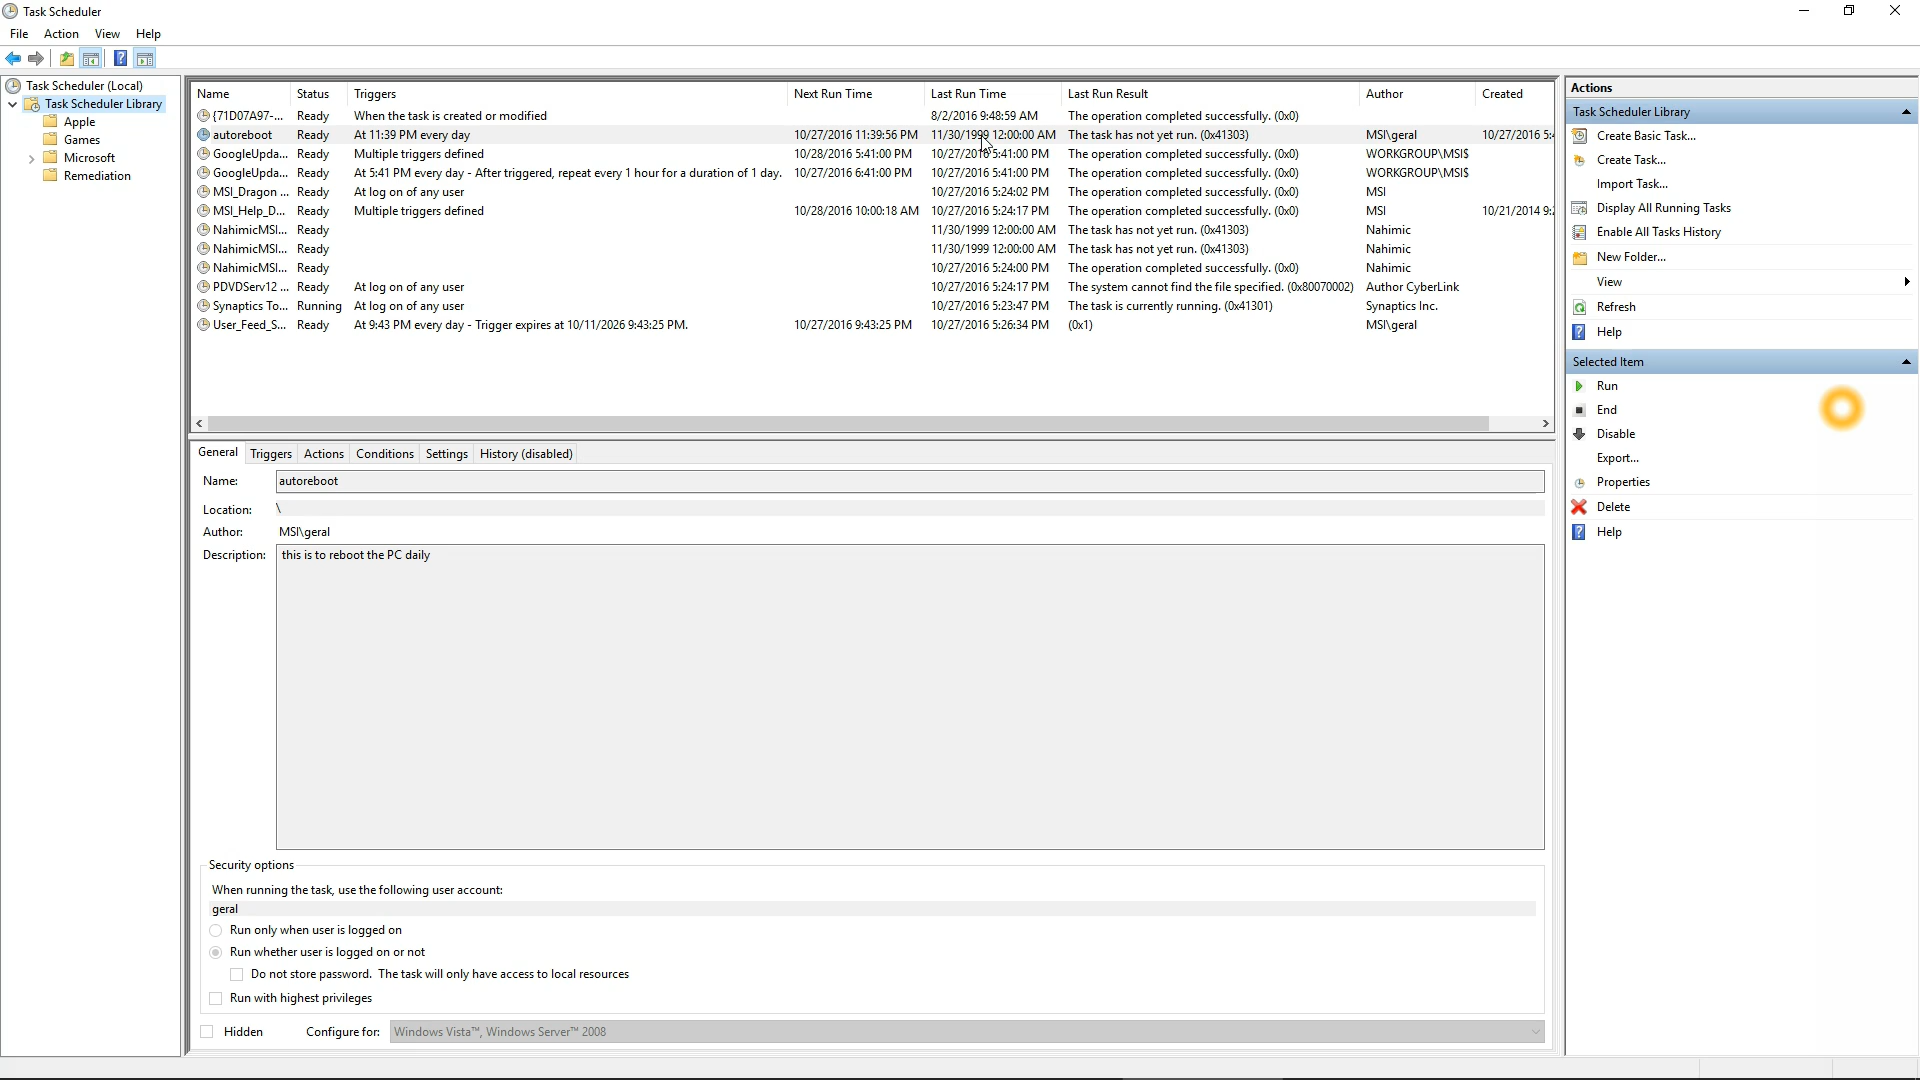 Task Scheduler
File Action View Help
Task Scheduler (Local)
Task Scheduler Library
Apple
Games
Microsoft
Remediation
Name Status Triggers Next Run Time Last Run Time Last Run Result Author Created
{71D07A97-... Ready When the task is created or modified 8/2/2016 9:48:59 AM The operation completed successfully. (0x0)
autoreboot Ready At 11:39 PM every day 10/27/2016 11:39:56 PM 11/30/1999 12:00:00 AM The task has not yet run. (0x41303) MSI\geral 10/27/2016 5:4
GoogleUpda... Ready Multiple triggers defined 10/28/2016 5:41:00 PM 10/27/2016 5:41:00 PM The operation completed successfully. (0x0) WORKGROUP\MSI$
GoogleUpda... Ready At 5:41 PM every day - After triggered, repeat every 1 hour for a duration of 1 day. 10/27/2016 6:41:00 PM 10/27/2016 5:41:00 PM The operation completed successfully. (0x0) WORKGROUP\MSI$
MSI_Dragon ... Ready At log on of any user 10/27/2016 5:24:02 PM The operation completed successfully. (0x0) MSI
MSI_Help_D... Ready Multiple triggers defined 10/28/2016 10:00:18 AM 10/27/2016 5:24:17 PM The operation completed successfully. (0x0) MSI 10/21/2014 9:2
NahimicMSI... Ready 11/30/1999 12:00:00 AM The task has not yet run. (0x41303) Nahimic
NahimicMSI... Ready 11/30/1999 12:00:00 AM The task has not yet run. (0x41303) Nahimic
NahimicMSI... Ready 10/27/2016 5:24:00 PM The operation completed successfully. (0x0) Nahimic
PDVDServ12 ... Ready At log on of any user 10/27/2016 5:24:17 PM The system cannot find the file specified. (0x80070002) Author CyberLink
Synaptics To... Running At log on of any user 10/27/2016 5:23:47 PM The task is currently running. (0x41301) Synaptics Inc.
User_Feed_S... Ready At 9:43 PM every day - Trigger expires at 10/11/2026 9:43:25 PM. 10/27/2016 9:43:25 PM 10/27/2016 5:26:34 PM (0x1) MSI\geral
General Triggers Actions Conditions Settings History (disabled)
Name: autoreboot
Location: \
Author: MSI\geral
Description: this is to reboot the PC daily
Security options
When running the task, use the following user account:
geral
Run only when user is logged on
Run whether user is logged on or not
Do not store password. The task will only have access to local resources
Run with highest privileges
Hidden Configure for: Windows Vista™, Windows Server™ 2008
Actions
Task Scheduler Library
Create Basic Task...
Create Task...
Import Task...
Display All Running Tasks
Enable All Tasks History
New Folder...
View
Refresh
Help
Selected Item
Run
End
Disable
Export...
Properties
Delete
Help